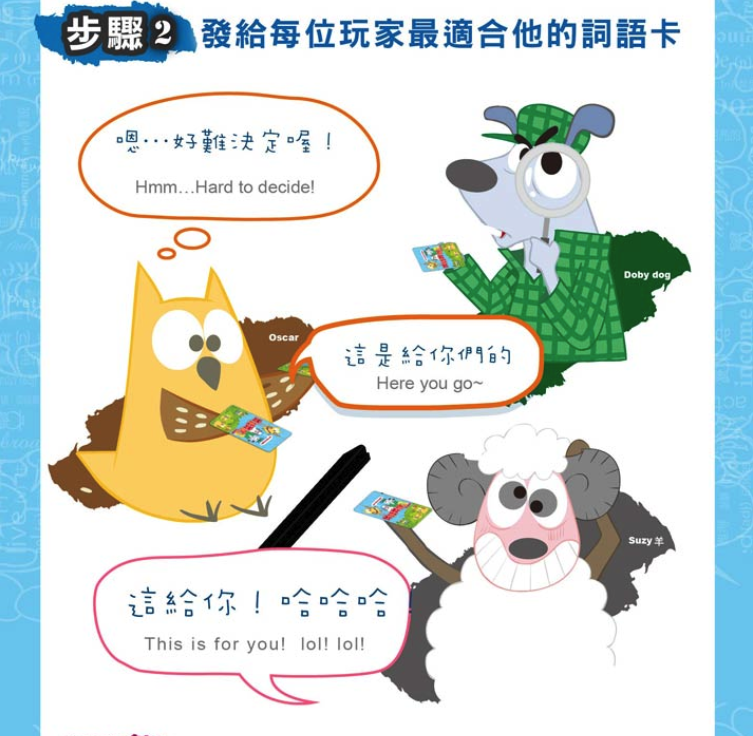 步驟2 發給每位玩家最適合他的詞語卡
嗯…好難決定喔！
Hmm...Hard to decide!
Doby dog
Oscar
這是給你們的
Here you go~
Suzy羊
這給你！哈哈哈！
This is for you! lol! lol!